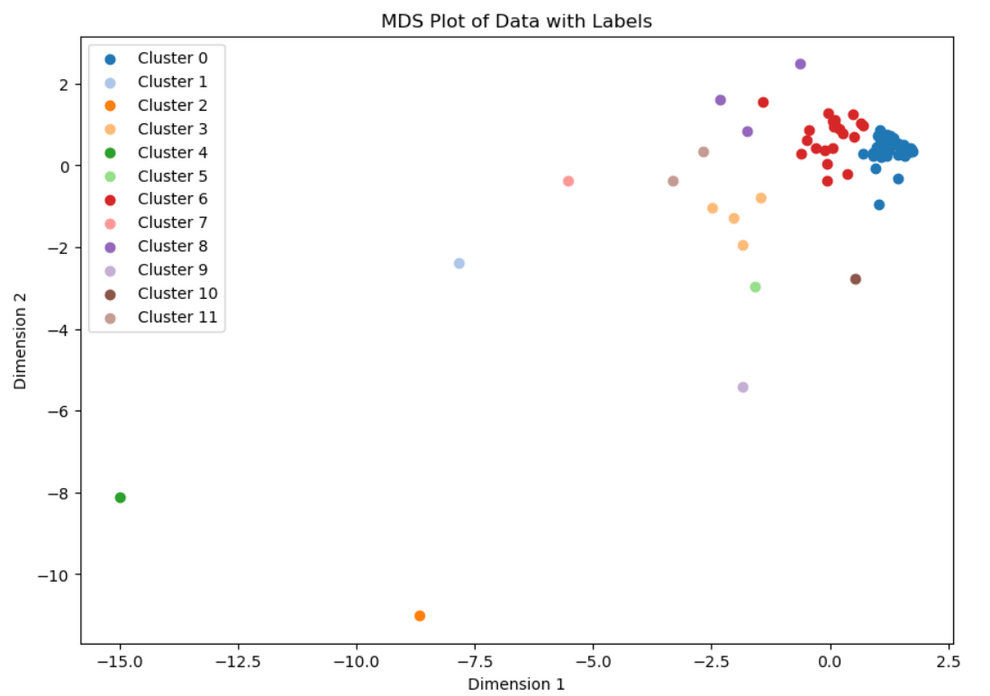 MDS Plot of Data with Labels
Cluster 0
Cluster 1
Cluster 2
Cluster 3
Cluster 4
Cluster 5
Cluster 6
Cluster 7
Cluster 8
Cluster 9
Cluster 10
Cluster 11
2
0
−2
−4
−6
−8
−10
Dimension 2
−15.0 −12.5 −10.0 −7.5 −5.0 −2.5 0.0 2.5
Dimension 1